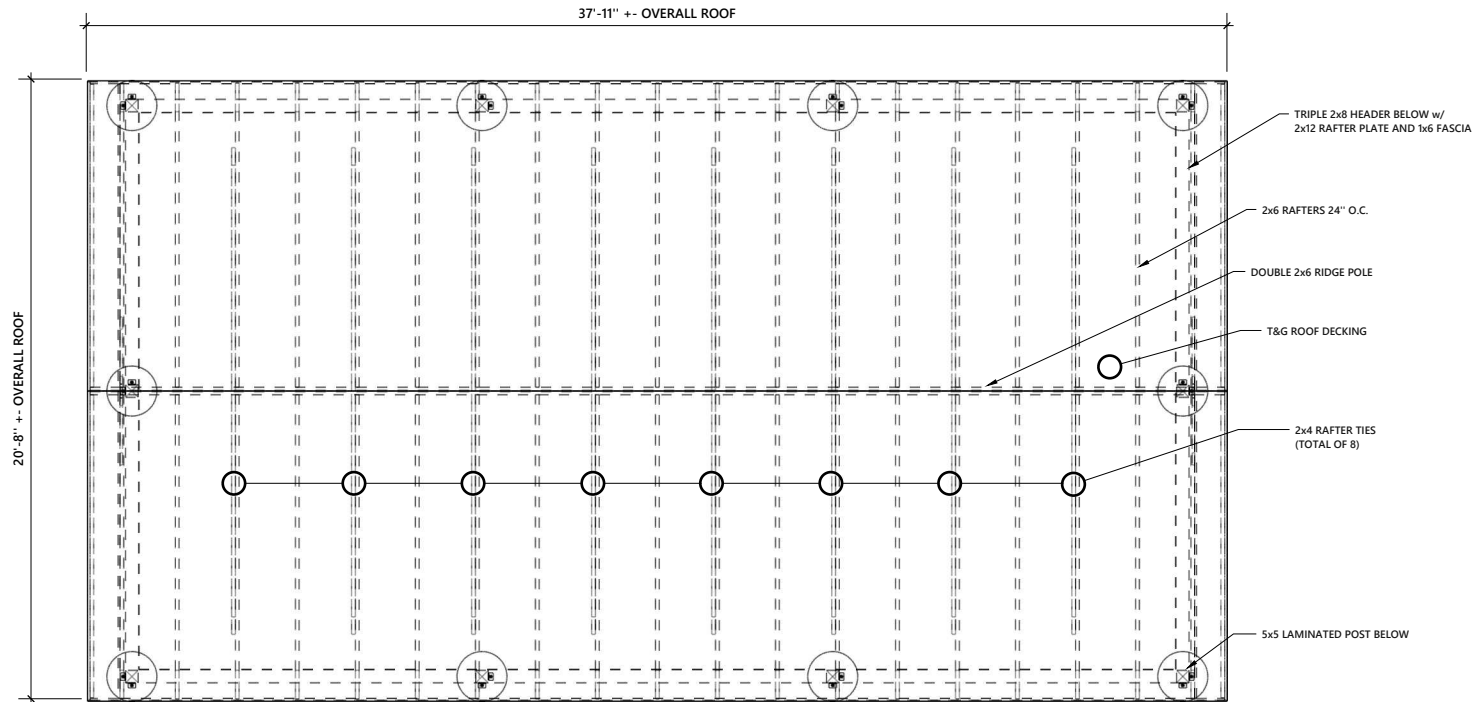 37'-11'' +- OVERALL ROOF
TRIPLE 2x8 HEADER BELOW w/
2x12 RAFTER PLATE AND 1x6 FASCIA
2x6 RAFTERS 24'' O.C.
DOUBLE 2x6 RIDGE POLE
20'-8'' +- OVERALL ROOF
T&G ROOF DECKING
2x4 RAFTER TIES
(TOTAL OF 8)
5x5 LAMINATED POST BELOW